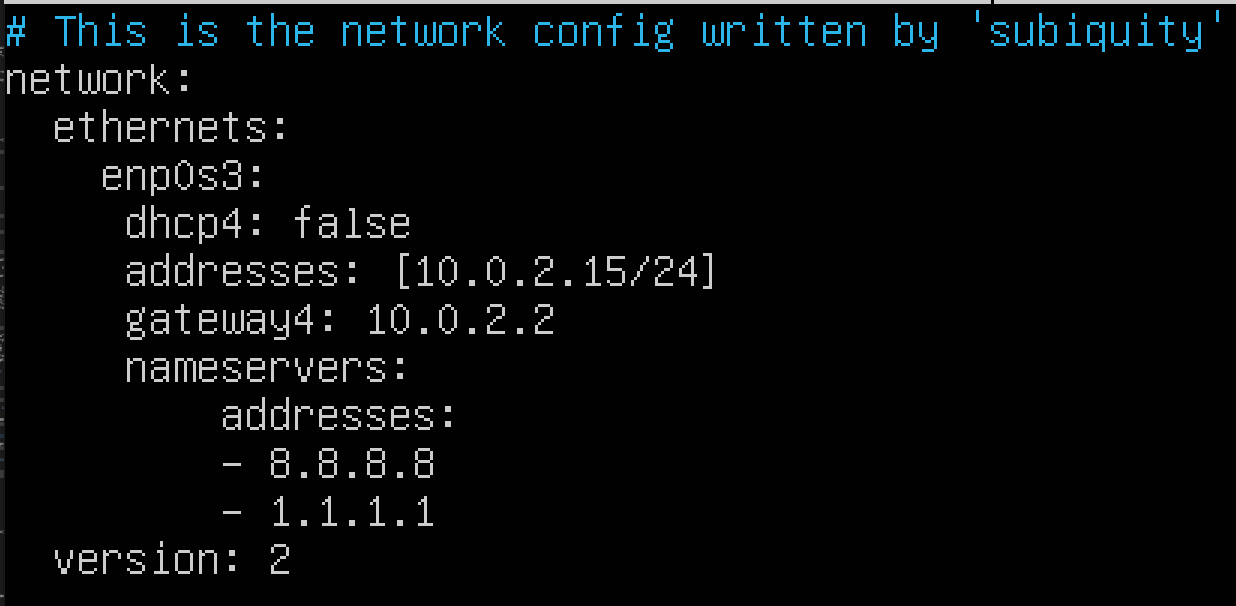 # This is the network config written by 'subiquity'
network:
  ethernets:
    enp0s3:
     dhcp4: false
     addresses: [10.0.2.15/24]
     gateway4: 10.0.2.2
     nameservers:
         addresses:
         - 8.8.8.8
         - 1.1.1.1
  version: 2